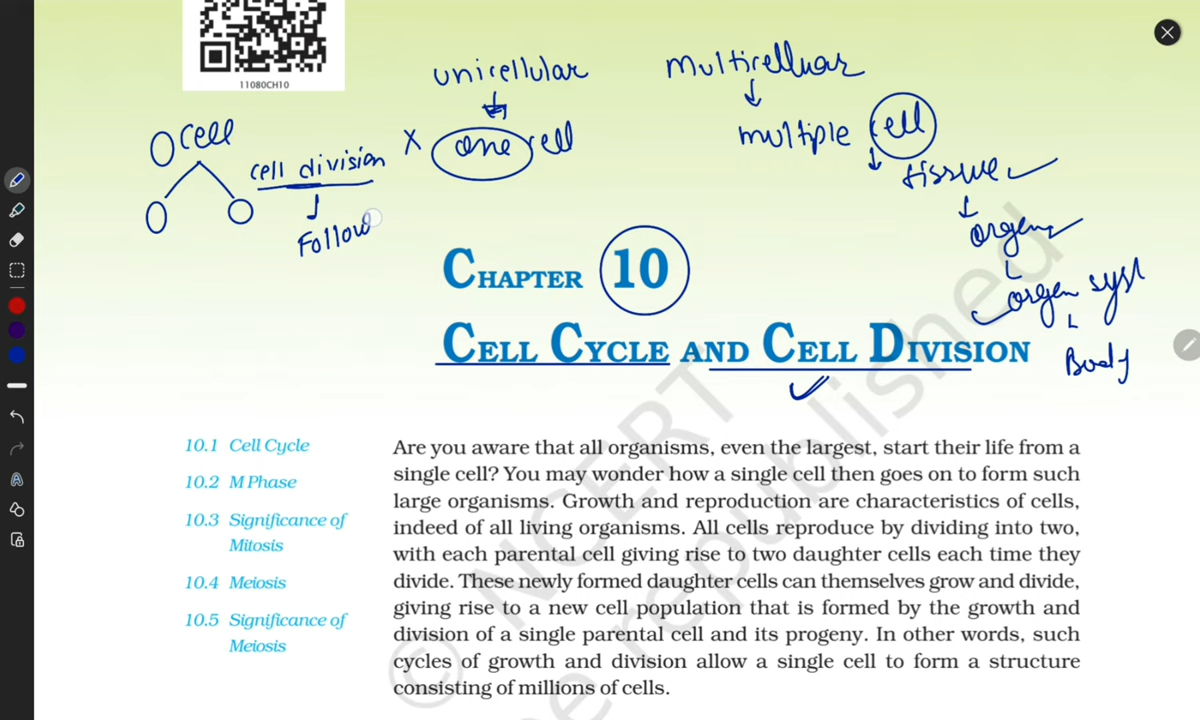 11080CH10
unicellular
multicelluar
cell
cell division
one cell
multiple cell
tissue
Follow
orgen
orgen syst
Body
CHAPTER 10
CELL CYCLE AND CELL DIVISION
10.1 Cell Cycle
10.2 M Phase
10.3 Significance of
Mitosis
10.4 Meiosis
10.5 Significance of
Meiosis
Are you aware that all organisms, even the largest, start their life from a
single cell? You may wonder how a single cell then goes on to form such
large organisms. Growth and reproduction are characteristics of cells,
indeed of all living organisms. All cells reproduce by dividing into two,
with each parental cell giving rise to two daughter cells each time they
divide. These newly formed daughter cells can themselves grow and divide,
giving rise to a new cell population that is formed by the growth and
division of a single parental cell and its progeny. In other words, such
cycles of growth and division allow a single cell to form a structure
consisting of millions of cells.
© NCERT
be republished